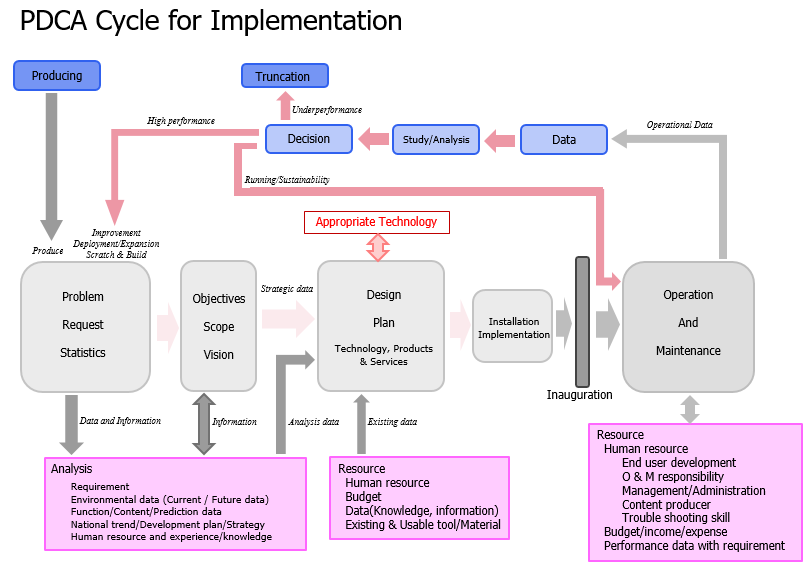 PDCA Cycle for Implementation
Producing
Truncation
Underperformance
High performance
Decision
Study/Analysis
Data
Operational Data
Running/Sustainability
Appropriate Technology
Improvement
Deployment/Expansion
Scratch & Build
Produce
Problem
Request
Statistics
Objectives
Scope
Vision
Strategic data
Design
Plan
Technology, Products
& Services
Installation
Implementation
Inauguration
Operation
And
Maintenance
Data and Information
Information
Analysis data
Existing data
Analysis
Requirement
Environmental data (Current / Future data)
Function/Content/Prediction data
National trend/Development plan/Strategy
Human resource and experience/knowledge
Resource
Human resource
Budget
Data(Knowledge, information)
Existing & Usable tool/Material
Resource
Human resource
End user development
O & M responsibility
Management/Administration
Content producer
Trouble shooting skill
Budget/income/expense
Performance data with requirement